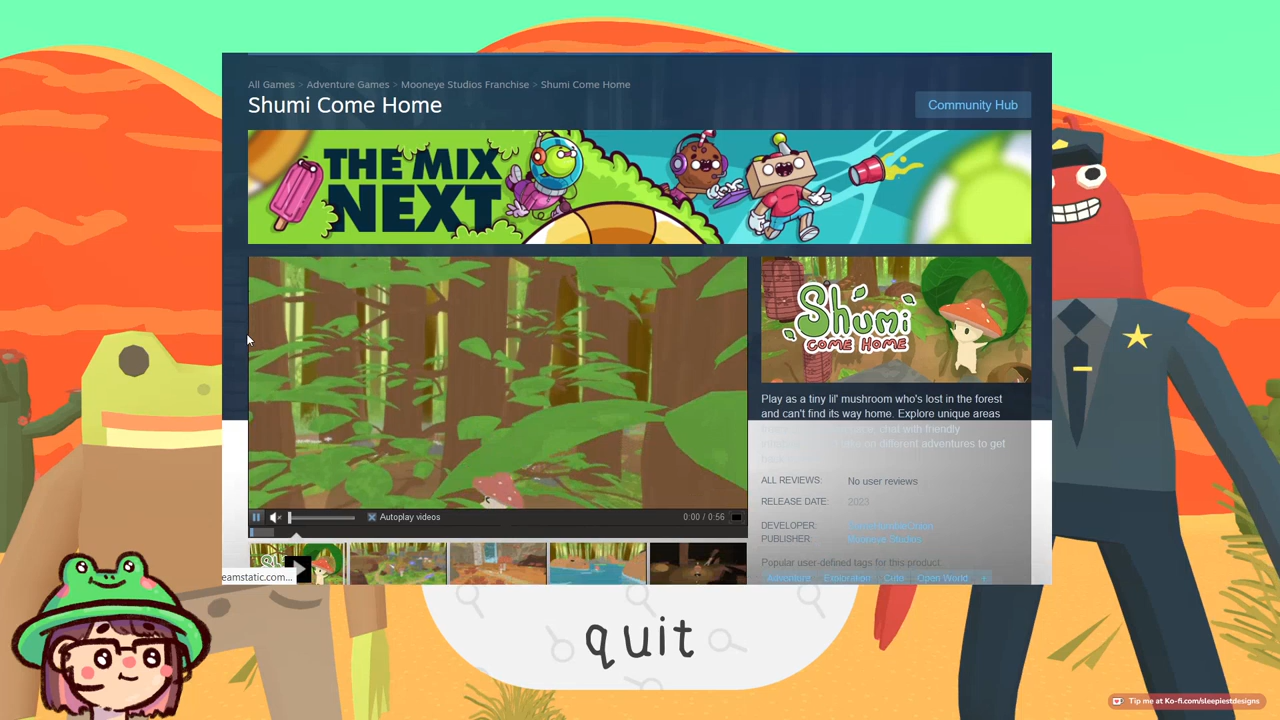 All Games > Adventure Games > Mooneye Studios Franchise > Shumi Come Home
Shumi Come Home
Community Hub
THE MIX
NEXT
Shumi
COME HOME
Play as a tiny lil' mushroom who's lost in the forest
and can't find its way home. Explore unique areas
chat with friendly
on different adventures to get
ALL REVIEWS: No user reviews
RELEASE DATE: 2023
DEVELOPER:
PUBLISHER: Mooneye Studios
Popular user-defined tags for this product:
Adventure Exploration Cute Open World +
Autoplay videos
0:00 / 0:56
eamstatic.com...
quit
Tip me at Ko-fi.com/sleepiestdesigns